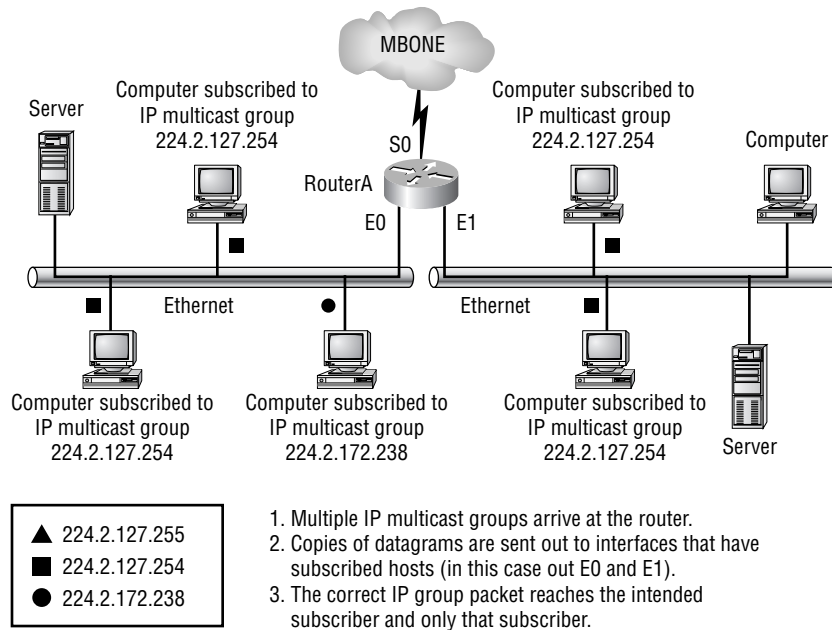 MBONE
Server
Computer subscribed to
IP multicast group
224.2.127.254
Computer subscribed to
IP multicast group
224.2.127.254
Computer
S0
RouterA
E0
E1
Ethernet
Ethernet
Computer subscribed to
IP multicast group
224.2.127.254
Computer subscribed to
IP multicast group
224.2.172.238
Computer subscribed to
IP multicast group
224.2.127.254
Server
224.2.127.255
224.2.127.254
224.2.172.238
1. Multiple IP multicast groups arrive at the router.
2. Copies of datagrams are sent out to interfaces that have
subscribed hosts (in this case out E0 and E1).
3. The correct IP group packet reaches the intended
subscriber and only that subscriber.